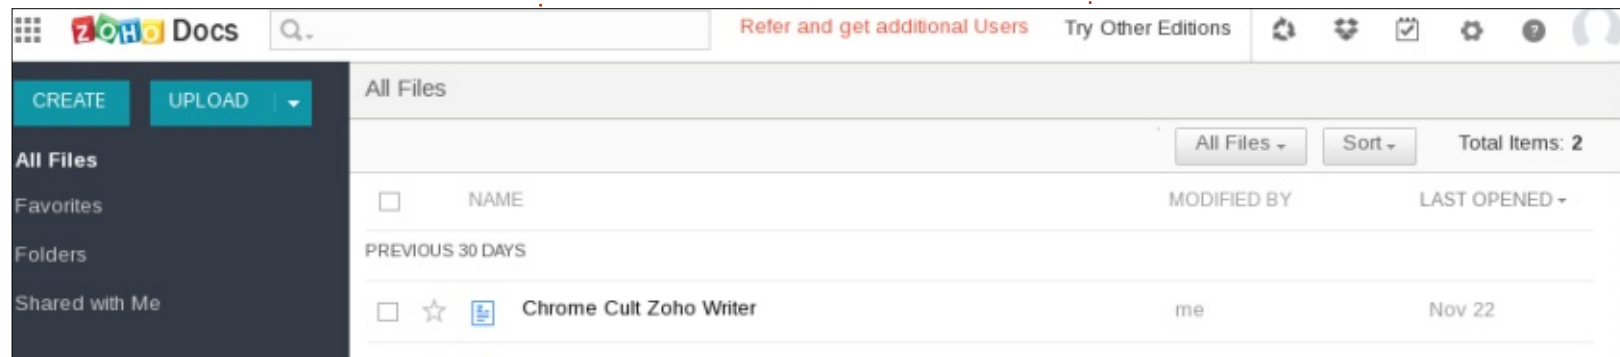 ZOHO Docs
Refer and get additional Users
Try Other Editions
CREATE
UPLOAD
All Files
Favorites
Folders
Shared with Me
All Files
All Files
Sort
Total Items: 2
NAME
MODIFIED BY
LAST OPENED
PREVIOUS 30 DAYS
Chrome Cult Zoho Writer
me
Nov 22